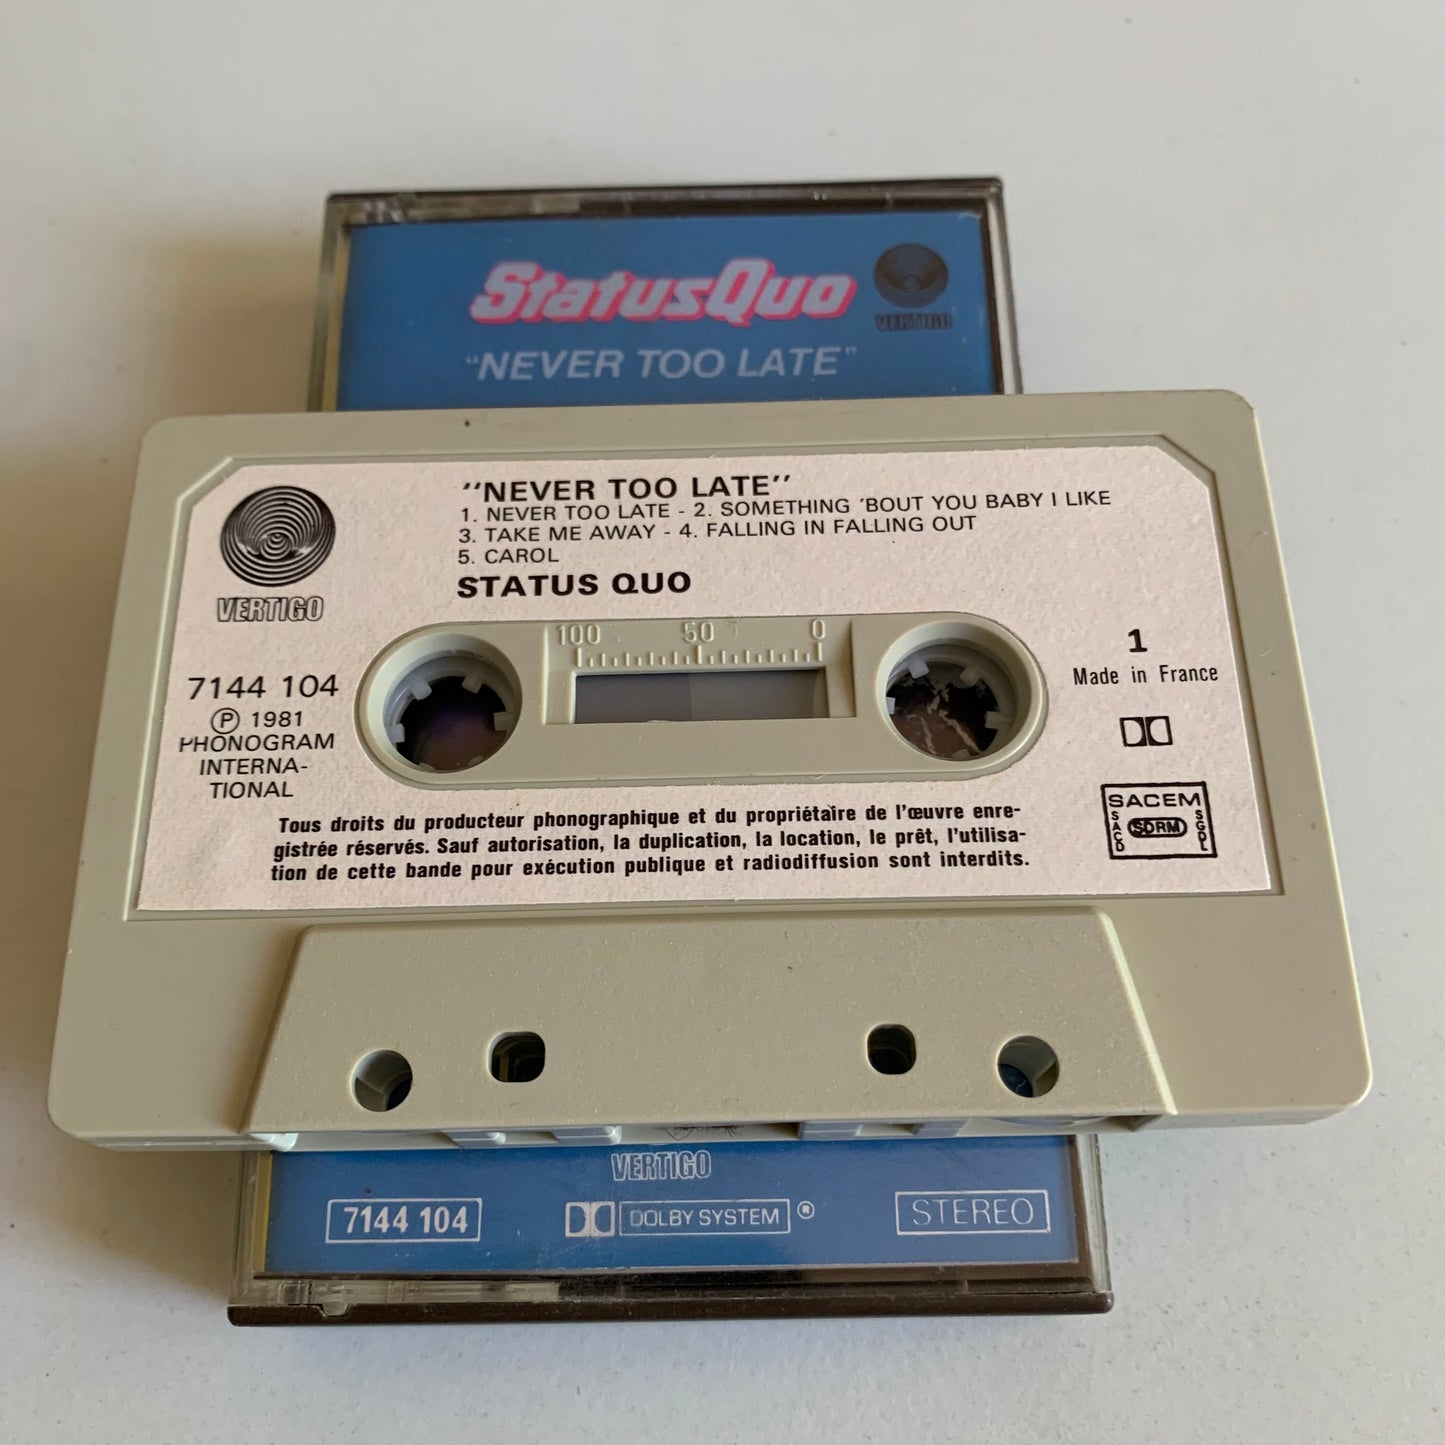 StatusQuo
VERTIGO
"NEVER TOO LATE"
"NEVER TOO LATE"
1. NEVER TOO LATE - 2. SOMETHING 'BOUT YOU BABY I LIKE
3. TAKE ME AWAY - 4. FALLING IN FALLING OUT
5. CAROL
STATUS QUO
VERTIGO
100 50 0
7144 104
Ⓟ 1981
PHONOGRAM
INTERNA-
TIONAL
1
Made in France
SACEM
SACD SDRM SGDL
Tous droits du producteur phonographique et du propriétaire de l'œuvre enre-
gistrée réservés. Sauf autorisation, la duplication, la location, le prêt, l'utilisa-
tion de cette bande pour exécution publique et radiodiffusion sont interdits.
VERTIGO
7144 104
DOLBY SYSTEM ®
STEREO